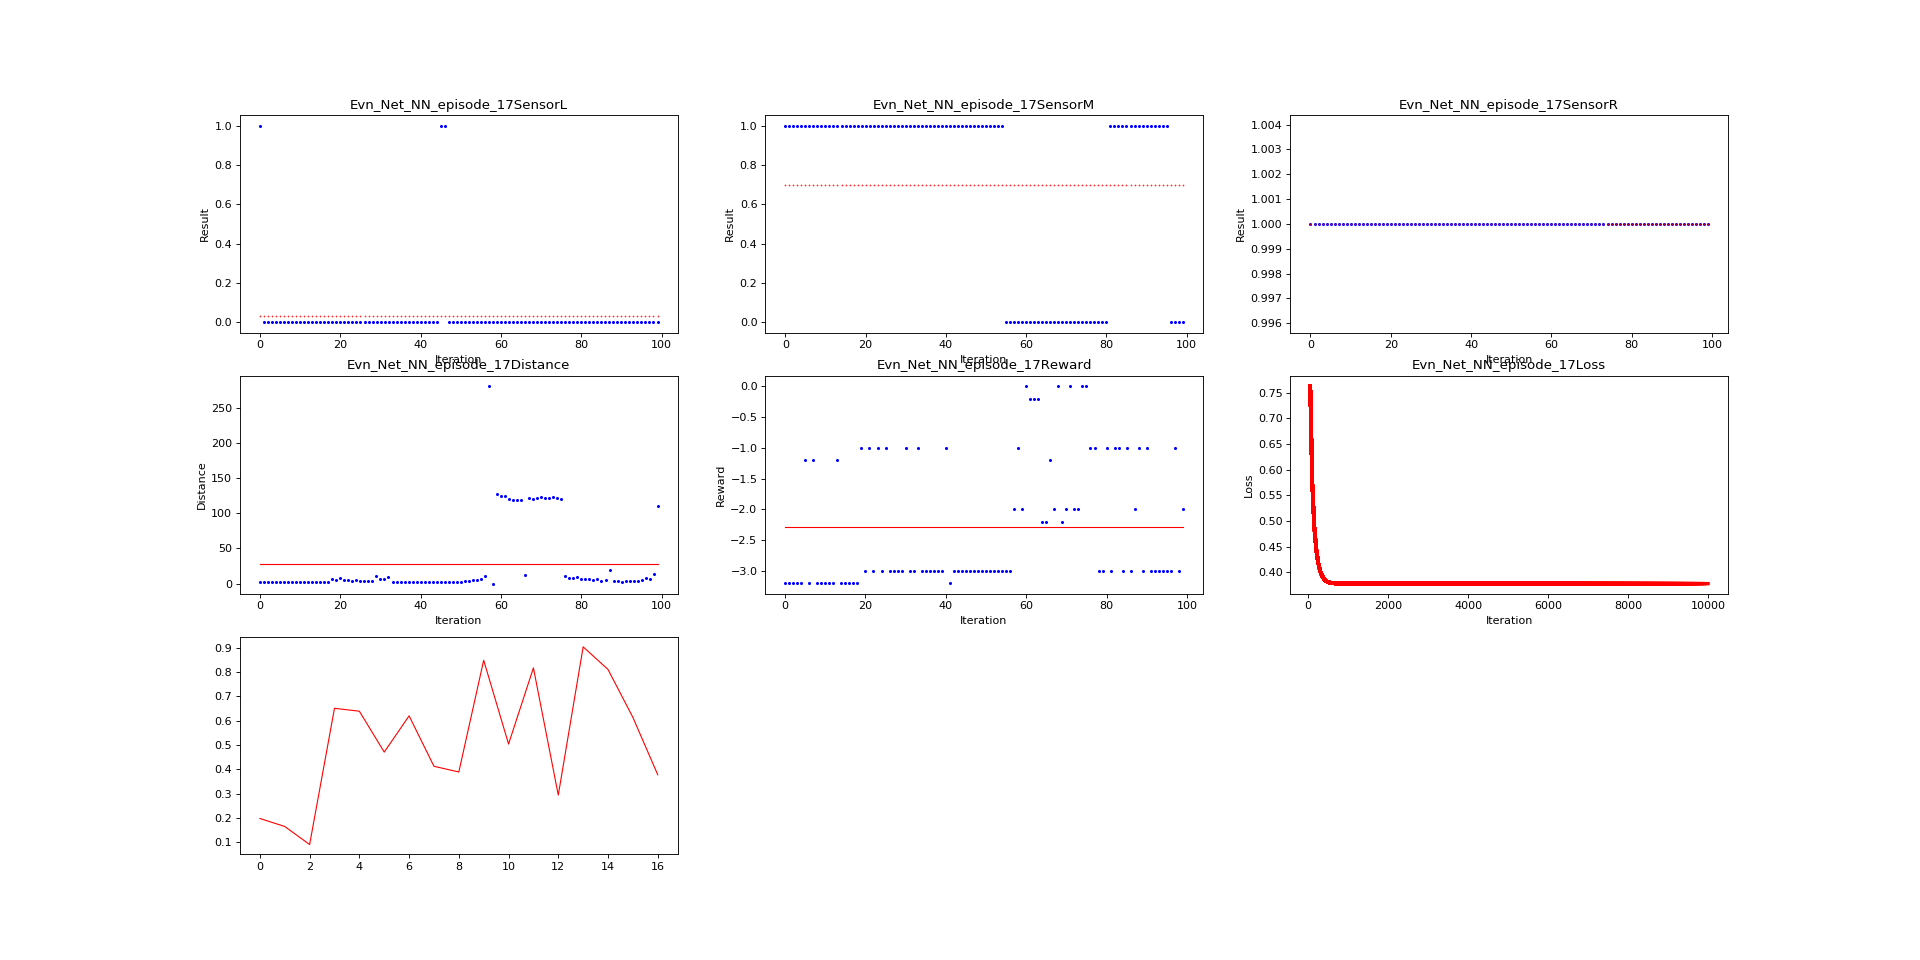 Evn_Net_NN_episode_17SensorL
1.0
0.8
0.6
0.4
0.2
0.0
Result
0 20 40 60 80 100
Iteration
Evn_Net_NN_episode_17SensorM
1.0
0.8
0.6
0.4
0.2
0.0
Result
0 20 40 60 80 100
Iteration
Evn_Net_NN_episode_17SensorR
1.004
1.003
1.002
1.001
1.000
0.999
0.998
0.997
0.996
Result
0 20 40 60 80 100
Iteration
Evn_Net_NN_episode_17Distance
250
200
150
100
50
0
Distance
0 20 40 60 80 100
Iteration
Evn_Net_NN_episode_17Reward
0.0
−0.5
−1.0
−1.5
−2.0
−2.5
−3.0
Reward
0 20 40 60 80 100
Iteration
Evn_Net_NN_episode_17Loss
0.75
0.70
0.65
0.60
0.55
0.50
0.45
0.40
Loss
0 2000 4000 6000 8000 10000
Iteration
0.9
0.8
0.7
0.6
0.5
0.4
0.3
0.2
0.1
0 2 4 6 8 10 12 14 16